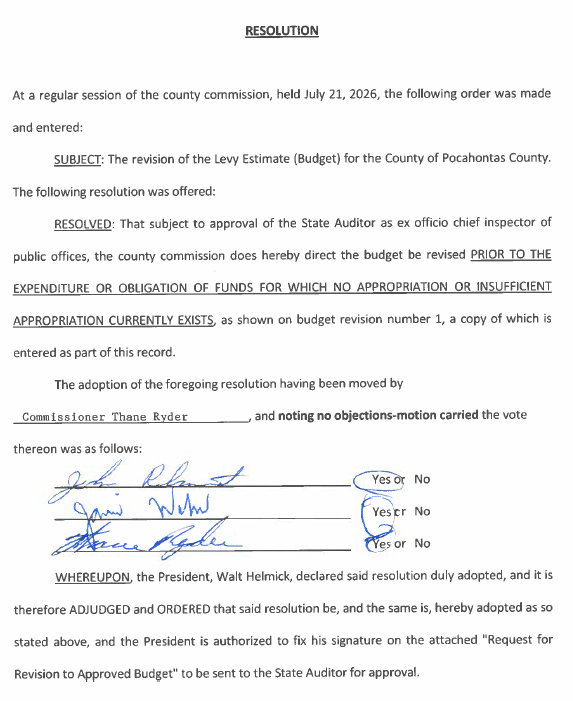 RESOLUTION
At a regular session of the county commission, held July 21, 2026, the following order was made
and entered:
SUBJECT: The revision of the Levy Estimate (Budget) for the County of Pocahontas County.
The following resolution was offered:
RESOLVED: That subject to approval of the State Auditor as ex officio chief inspector of
public offices, the county commission does hereby direct the budget be revised PRIOR TO THE
EXPENDITURE OR OBLIGATION OF FUNDS FOR WHICH NO APPROPRIATION OR INSUFFICIENT
APPROPRIATION CURRENTLY EXISTS, as shown on budget revision number 1, a copy of which is
entered as part of this record.
The adoption of the foregoing resolution having been moved by
Commissioner Thane Ryder, and noting no objections-motion carried the vote
thereon was as follows:
Yes or No
Yes or No
Thane Ryder Yes or No
WHEREUPON, the President, Walt Helmick, declared said resolution duly adopted, and it is
therefore ADJUDGED and ORDERED that said resolution be, and the same is, hereby adopted as so
stated above, and the President is authorized to fix his signature on the attached "Request for
Revision to Approved Budget" to be sent to the State Auditor for approval.